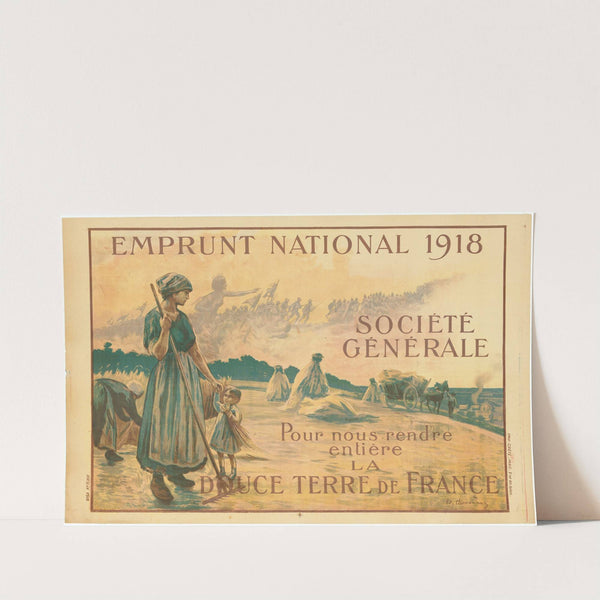 EMPRUNT NATIONAL 1918
SOCIÉTÉ
GÉNÉRALE
Pour nous rendre
entière
LA
DOUCE TERRE DE FRANCE